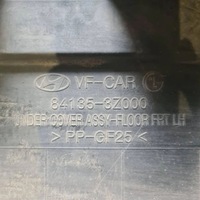 VF-CAR
84135-3Z000
UNDER COVER ASSY-FLOOR FRT LH
> PP-GF25 <